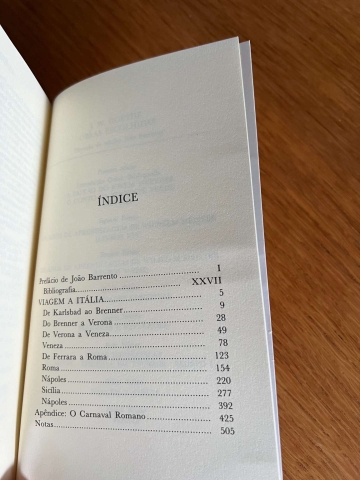 ÍNDICE
Prefácio de João Barrento ........................ I
Bibliografia ........................ XXVII
VIAGEM A ITÁLIA ........................ 5
De Karlsbad ao Brenner ........................ 9
Do Brenner a Verona ........................ 28
De Verona a Veneza ........................ 49
Veneza ........................ 78
De Ferrara a Roma ........................ 123
Roma ........................ 154
Nápoles ........................ 220
Sicília ........................ 277
Nápoles ........................ 392
Apêndice: O Carnaval Romano ........................ 425
Notas ........................ 505